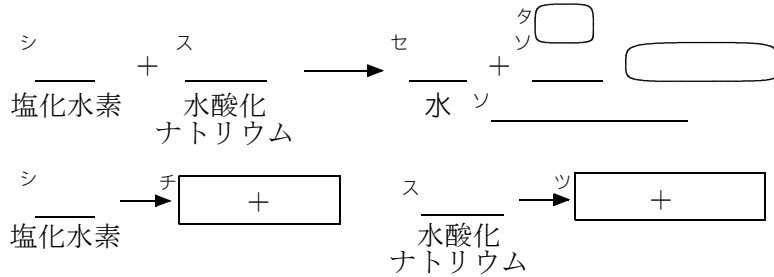 シ ＋ ス → セ ＋ ソ タ
塩化水素 水酸化ナトリウム 水 ソ
シ → チ ＋ ス → ツ ＋
塩化水素 水酸化ナトリウム